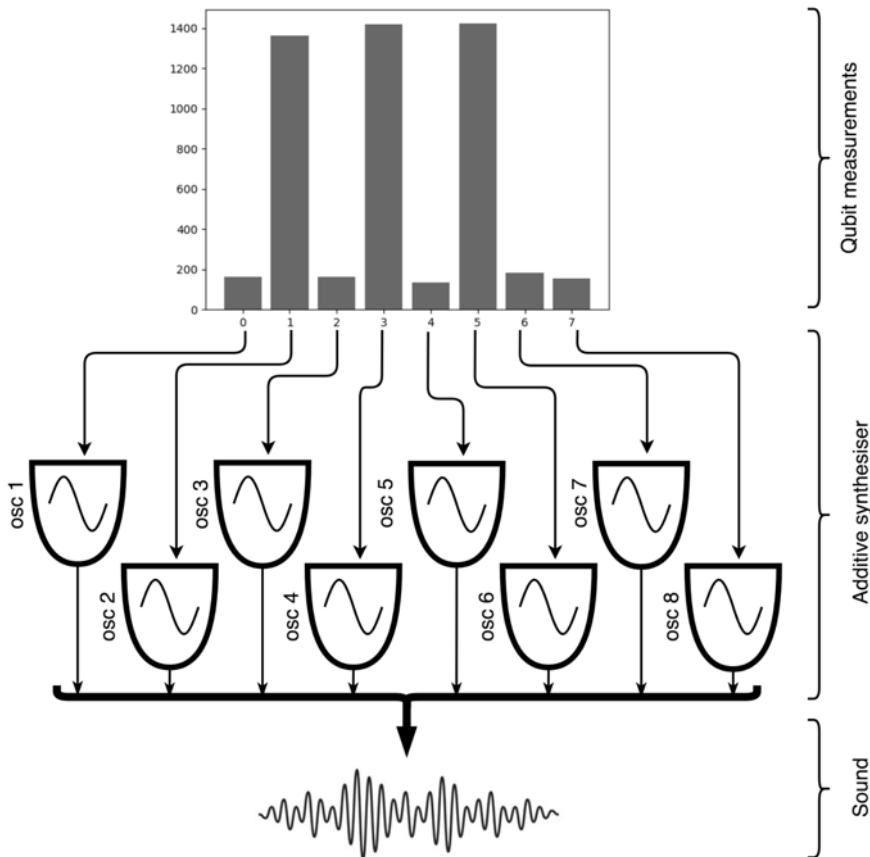 1400
1200
1000
800
600
400
200
0
0 1 2 3 4 5 6 7
Qubit measurements
osc 1
osc 2
osc 3
osc 4
osc 5
osc 6
osc 7
osc 8
Additive synthesiser
Sound